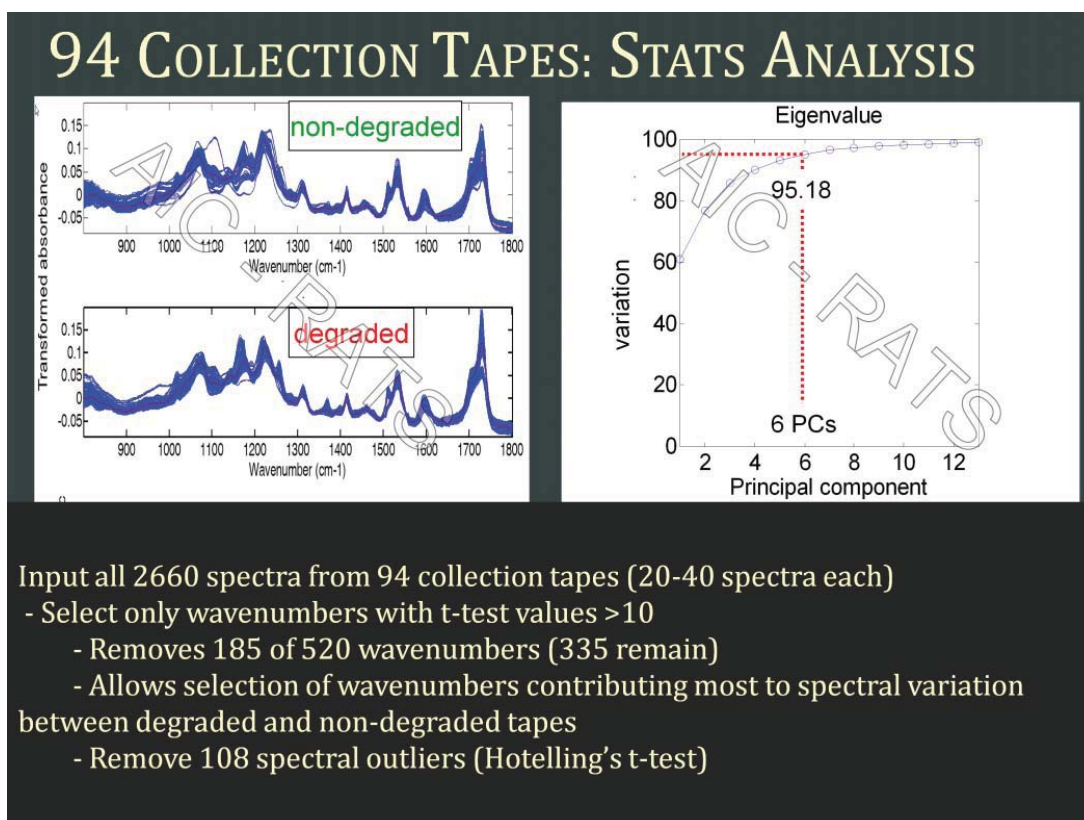 94 COLLECTION TAPES: STATS ANALYSIS
non-degraded
Transformed absorbance
0.15
0.1
0.05
0
-0.05
900 1000 1100 1200 1300 1400 1500 1600 1700 1800
Wavenumber (cm-1)
degraded
0.15
0.1
0.05
0
-0.05
900 1000 1100 1200 1300 1400 1500 1600 1700 1800
Wavenumber (cm-1)
AIC - RATS
Eigenvalue
variation
100
80
60
40
20
0
95.18
6 PCs
2 4 6 8 10 12
Principal component
AIC - RATS
Input all 2660 spectra from 94 collection tapes (20-40 spectra each)
- Select only wavenumbers with t-test values >10
- Removes 185 of 520 wavenumbers (335 remain)
- Allows selection of wavenumbers contributing most to spectral variation
between degraded and non-degraded tapes
- Remove 108 spectral outliers (Hotelling's t-test)